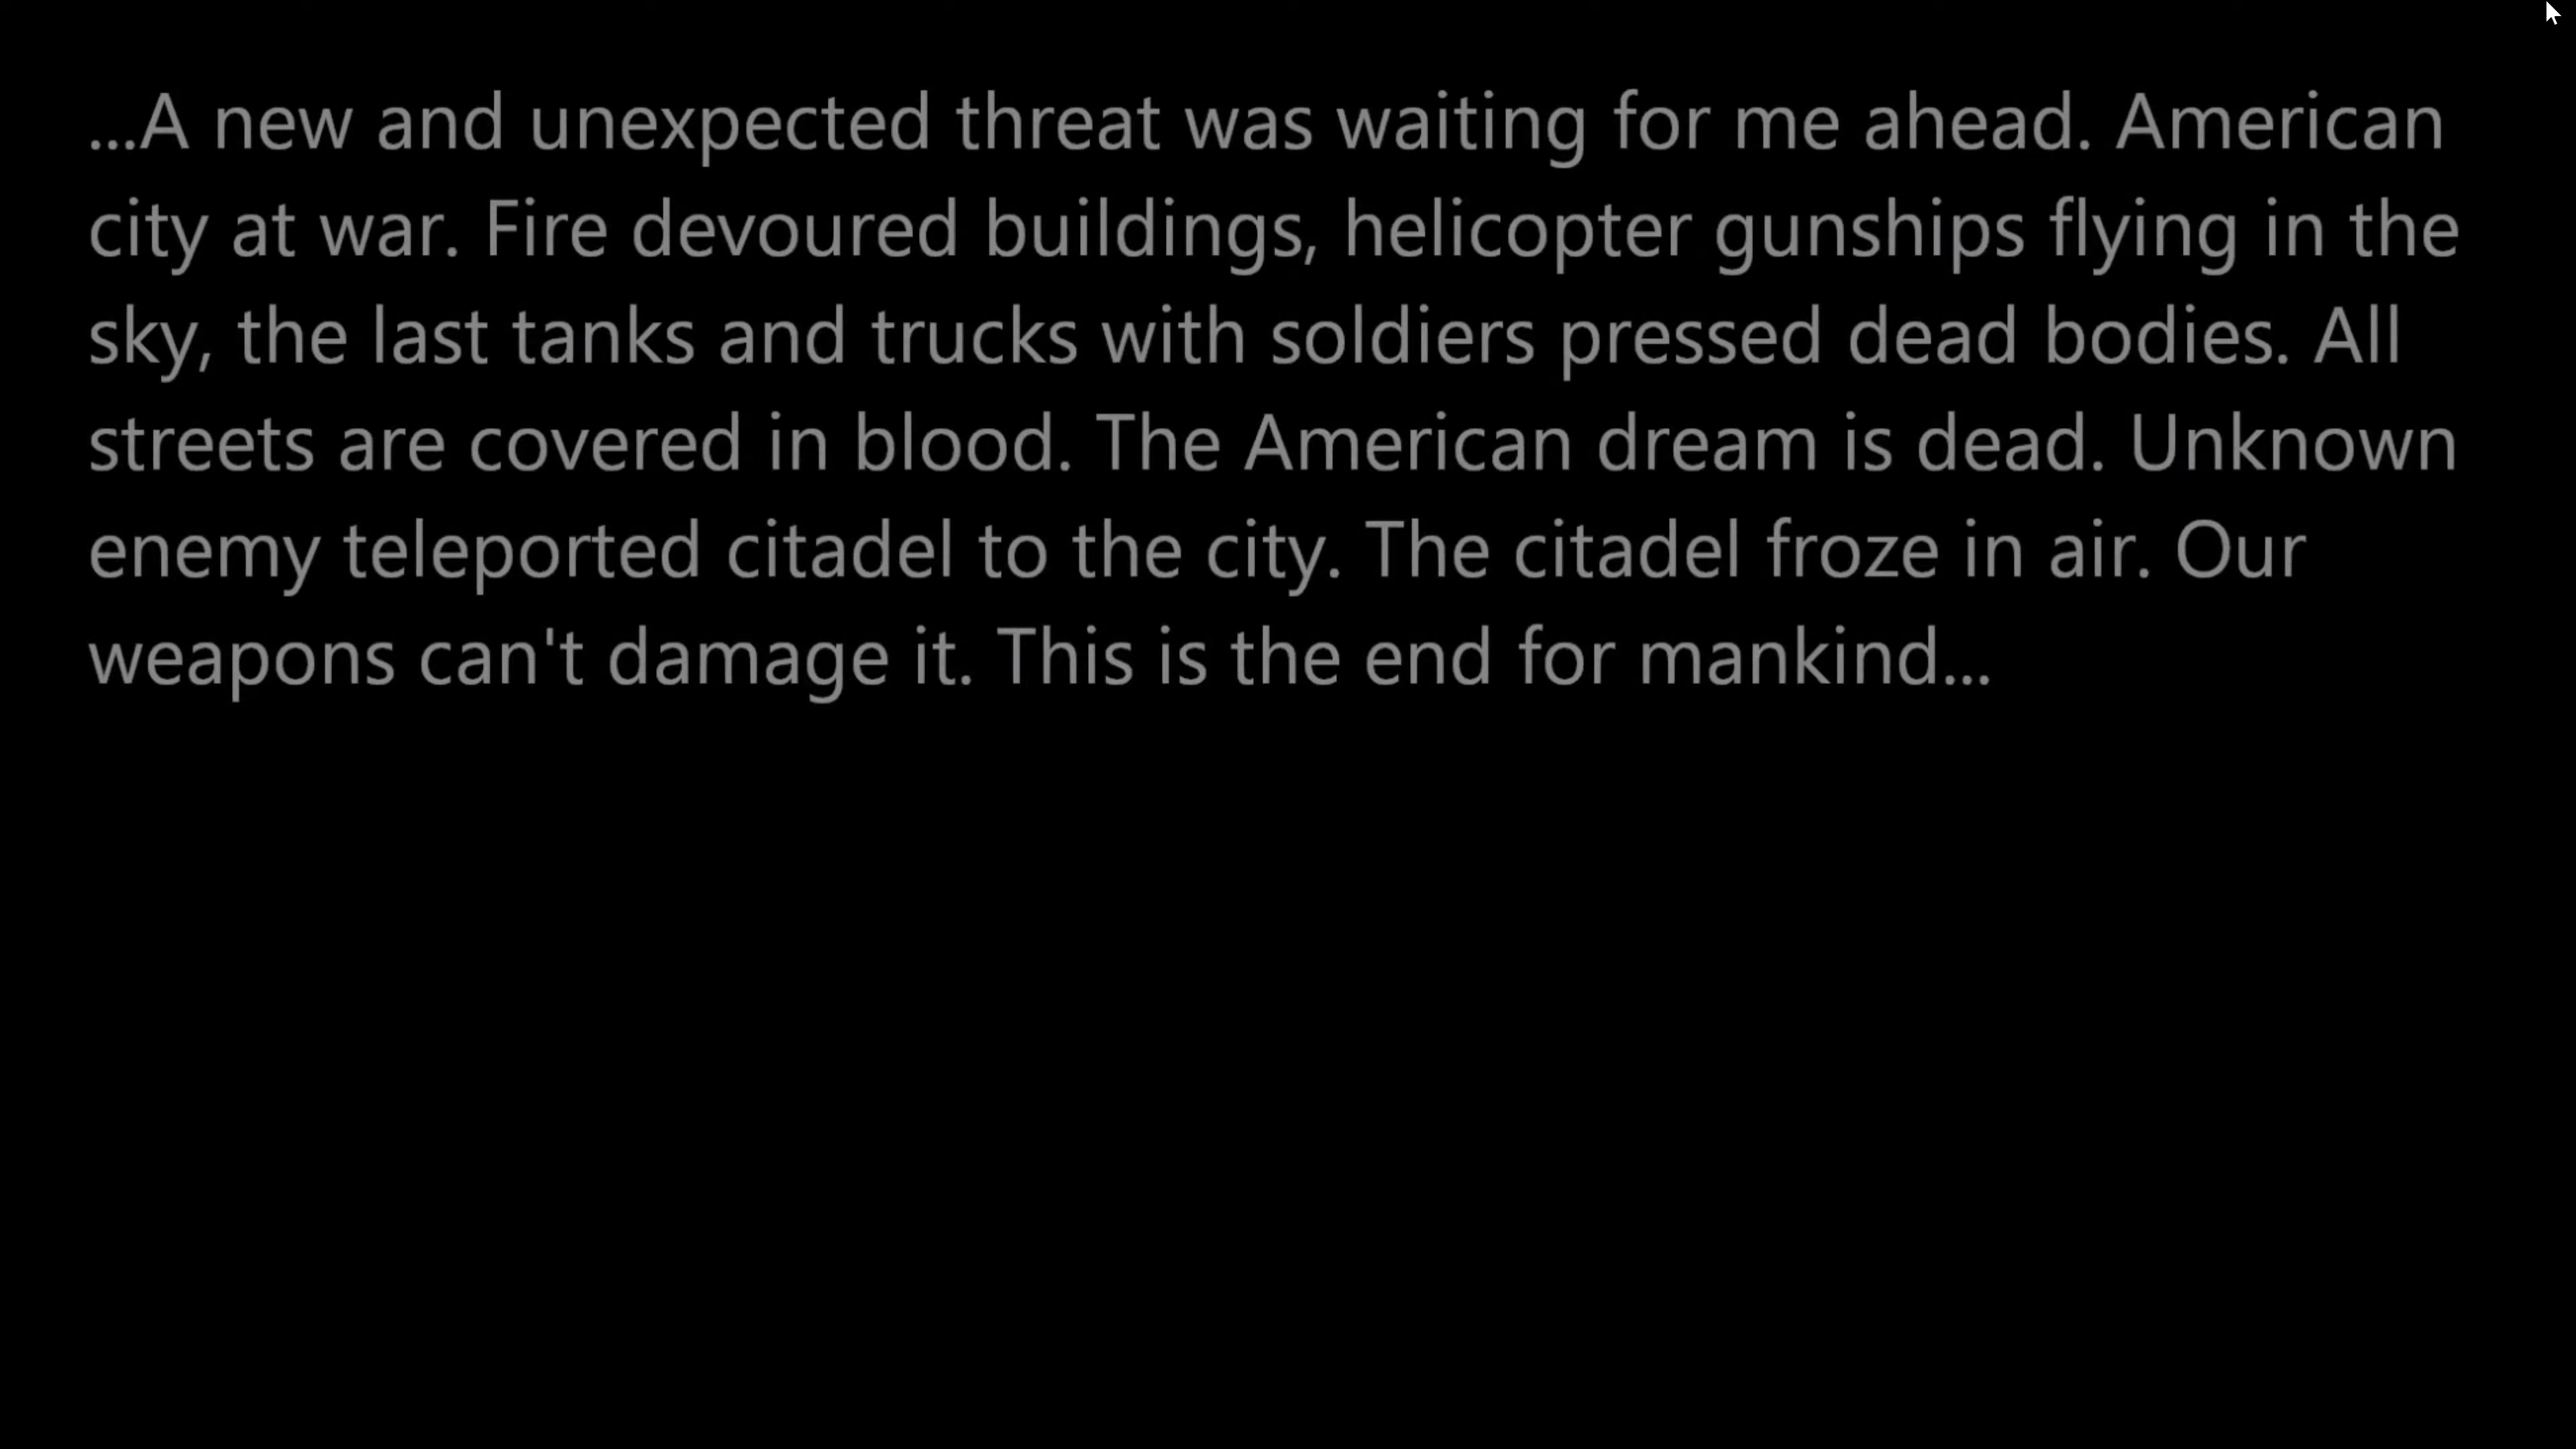 ...A new and unexpected threat was waiting for me ahead. American
city at war. Fire devoured buildings, helicopter gunships flying in the
sky, the last tanks and trucks with soldiers pressed dead bodies. All
streets are covered in blood. The American dream is dead. Unknown
enemy teleported citadel to the city. The citadel froze in air. Our
weapons can't damage it. This is the end for mankind...